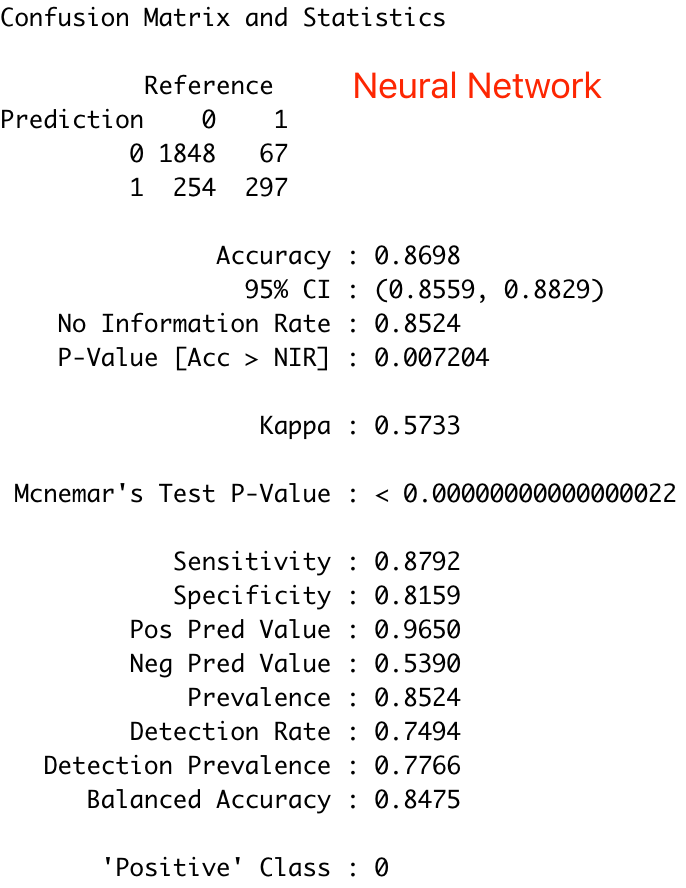 Confusion Matrix and Statistics
Reference
Neural Network
Prediction 0 1
0 1848 67
1 254 297
Accuracy : 0.8698
95% CI : (0.8559, 0.8829)
No Information Rate : 0.8524
P-Value [Acc > NIR] : 0.007204
Kappa : 0.5733
Mcnemar's Test P-Value : < 0.00000000000000022
Sensitivity : 0.8792
Specificity : 0.8159
Pos Pred Value : 0.9650
Neg Pred Value : 0.5390
Prevalence : 0.8524
Detection Rate : 0.7494
Detection Prevalence : 0.7766
Balanced Accuracy : 0.8475
'Positive' Class : 0